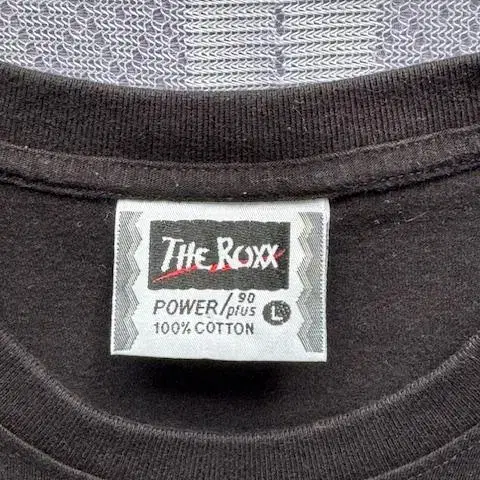 THE ROXX
POWER/90 plus L
100% COTTON